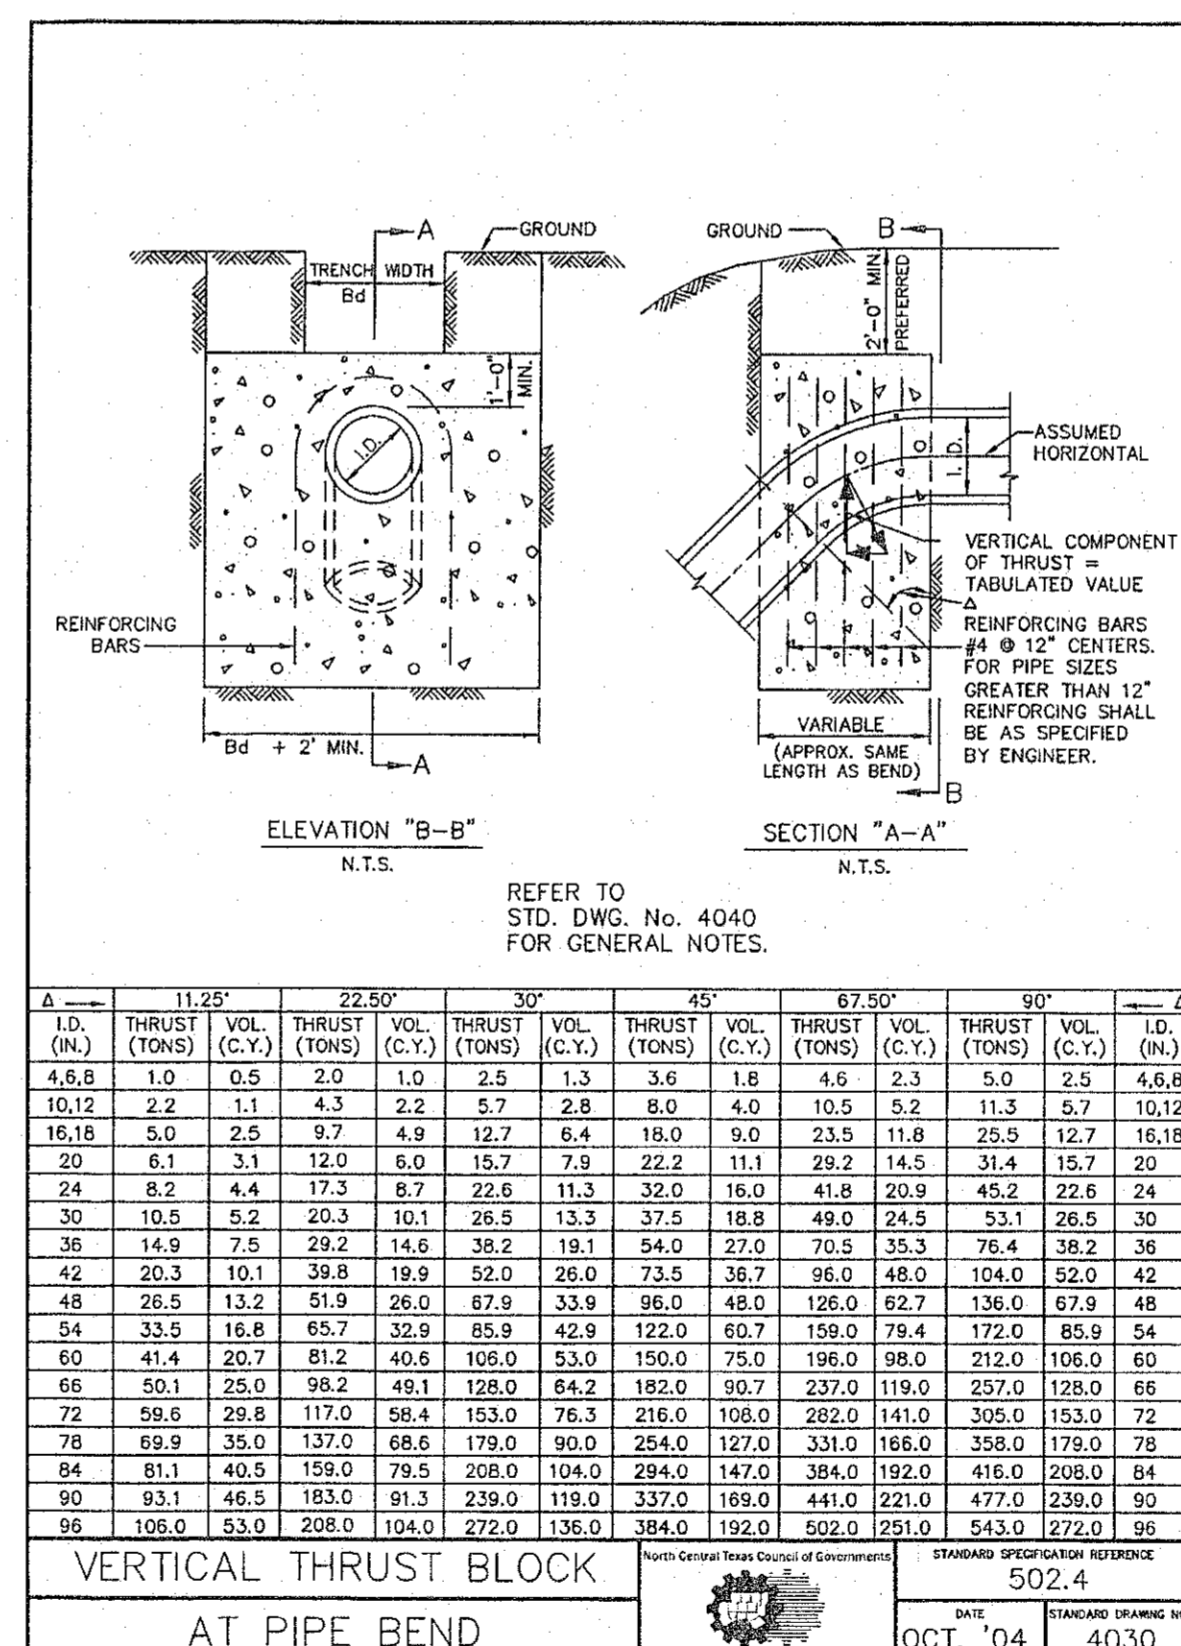 A
GROUND
TRENCH WIDTH
Bd
1'-0"
MIN.
I.D.
REINFORCING
BARS
Bd + 2' MIN.
A
ELEVATION "B-B"
N.T.S.
GROUND
B
2'-0" MIN.
PREFERRED
I.D.
ASSUMED
HORIZONTAL
VERTICAL COMPONENT
OF THRUST =
TABULATED VALUE
Δ
REINFORCING BARS
#4 @ 12" CENTERS.
FOR PIPE SIZES
GREATER THAN 12"
REINFORCING SHALL
BE AS SPECIFIED
BY ENGINEER.
VARIABLE
(APPROX. SAME
LENGTH AS BEND)
B
SECTION "A-A"
N.T.S.
REFER TO
STD. DWG. No. 4040
FOR GENERAL NOTES.
Δ 11.25° 22.50° 30° 45° 67.50° 90° Δ
I.D. THRUST VOL. THRUST VOL. THRUST VOL. THRUST VOL. THRUST VOL. THRUST VOL. I.D.
(IN.) (TONS) (C.Y.) (TONS) (C.Y.) (TONS) (C.Y.) (TONS) (C.Y.) (TONS) (C.Y.) (TONS) (C.Y.) (IN.)
4,6,8 1.0 0.5 2.0 1.0 2.5 1.3 3.6 1.8 4.6 2.3 5.0 2.5 4,6,8
10,12 2.2 1.1 4.3 2.2 5.7 2.8 8.0 4.0 10.5 5.2 11.3 5.7 10,12
16,18 5.0 2.5 9.7 4.9 12.7 6.4 18.0 9.0 23.5 11.8 25.5 12.7 16,18
20 6.1 3.1 12.0 6.0 15.7 7.9 22.2 11.1 29.2 14.5 31.4 15.7 20
24 8.2 4.4 17.3 8.7 22.6 11.3 32.0 16.0 41.8 20.9 45.2 22.6 24
30 10.5 5.2 20.3 10.1 26.5 13.3 37.5 18.8 49.0 24.5 53.1 26.5 30
36 14.9 7.5 29.2 14.6 38.2 19.1 54.0 27.0 70.5 35.3 76.4 38.2 36
42 20.3 10.1 39.8 19.9 52.0 26.0 73.5 36.7 96.0 48.0 104.0 52.0 42
48 26.5 13.2 51.9 26.0 67.9 33.9 96.0 48.0 126.0 62.7 136.0 67.9 48
54 33.5 16.8 65.7 32.9 85.9 42.9 122.0 60.7 159.0 79.4 172.0 85.9 54
60 41.4 20.7 81.2 40.6 106.0 53.0 150.0 75.0 196.0 98.0 212.0 106.0 60
66 50.1 25.0 98.2 49.1 128.0 64.2 182.0 90.7 237.0 119.0 257.0 128.0 66
72 59.6 29.8 117.0 58.4 153.0 76.3 216.0 108.0 282.0 141.0 305.0 153.0 72
78 69.9 35.0 137.0 68.6 179.0 90.0 254.0 127.0 331.0 166.0 358.0 179.0 78
84 81.1 40.5 159.0 79.5 208.0 104.0 294.0 147.0 384.0 192.0 416.0 208.0 84
90 93.1 46.5 183.0 91.3 239.0 119.0 337.0 169.0 441.0 221.0 477.0 239.0 90
96 106.0 53.0 208.0 104.0 272.0 136.0 384.0 192.0 502.0 251.0 543.0 272.0 96
VERTICAL THRUST BLOCK
AT PIPE BEND
North Central Texas Council of Governments
STANDARD SPECIFICATION REFERENCE
502.4
DATE
OCT. '04
STANDARD DRAWING
4030